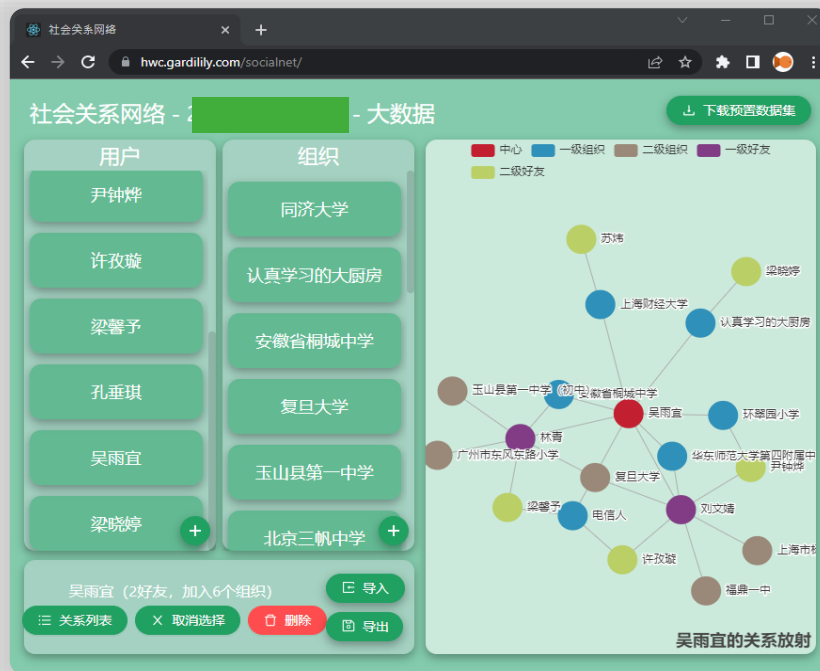 社会关系网络
hwc.gardilily.com/socialnet/
社会关系网络 - 2
- 大数据
下载预置数据集
用户
尹钟烨
许孜璇
梁馨予
孔垂琪
吴雨宜
梁晓婷
+
组织
同济大学
认真学习的大厨房
安徽省桐城中学
复旦大学
玉山县第一中学
北京三帆中学
+
中心 一级组织 二级组织 一级好友
二级好友
苏炜
梁晓婷
上海财经大学
认真学习的大厨房
玉山县第一中学（初中）
安徽省桐城中学
吴雨宜
环翠园小学
林青
广州市东风东路小学
华东师范大学第四附属中
尹钟烨
复旦大学
梁馨予
电信人
刘文婧
许孜璇
上海市
福鼎一中
吴雨宜的关系放射
吴雨宜（2好友，加入6个组织）
导入
关系列表
取消选择
删除
导出